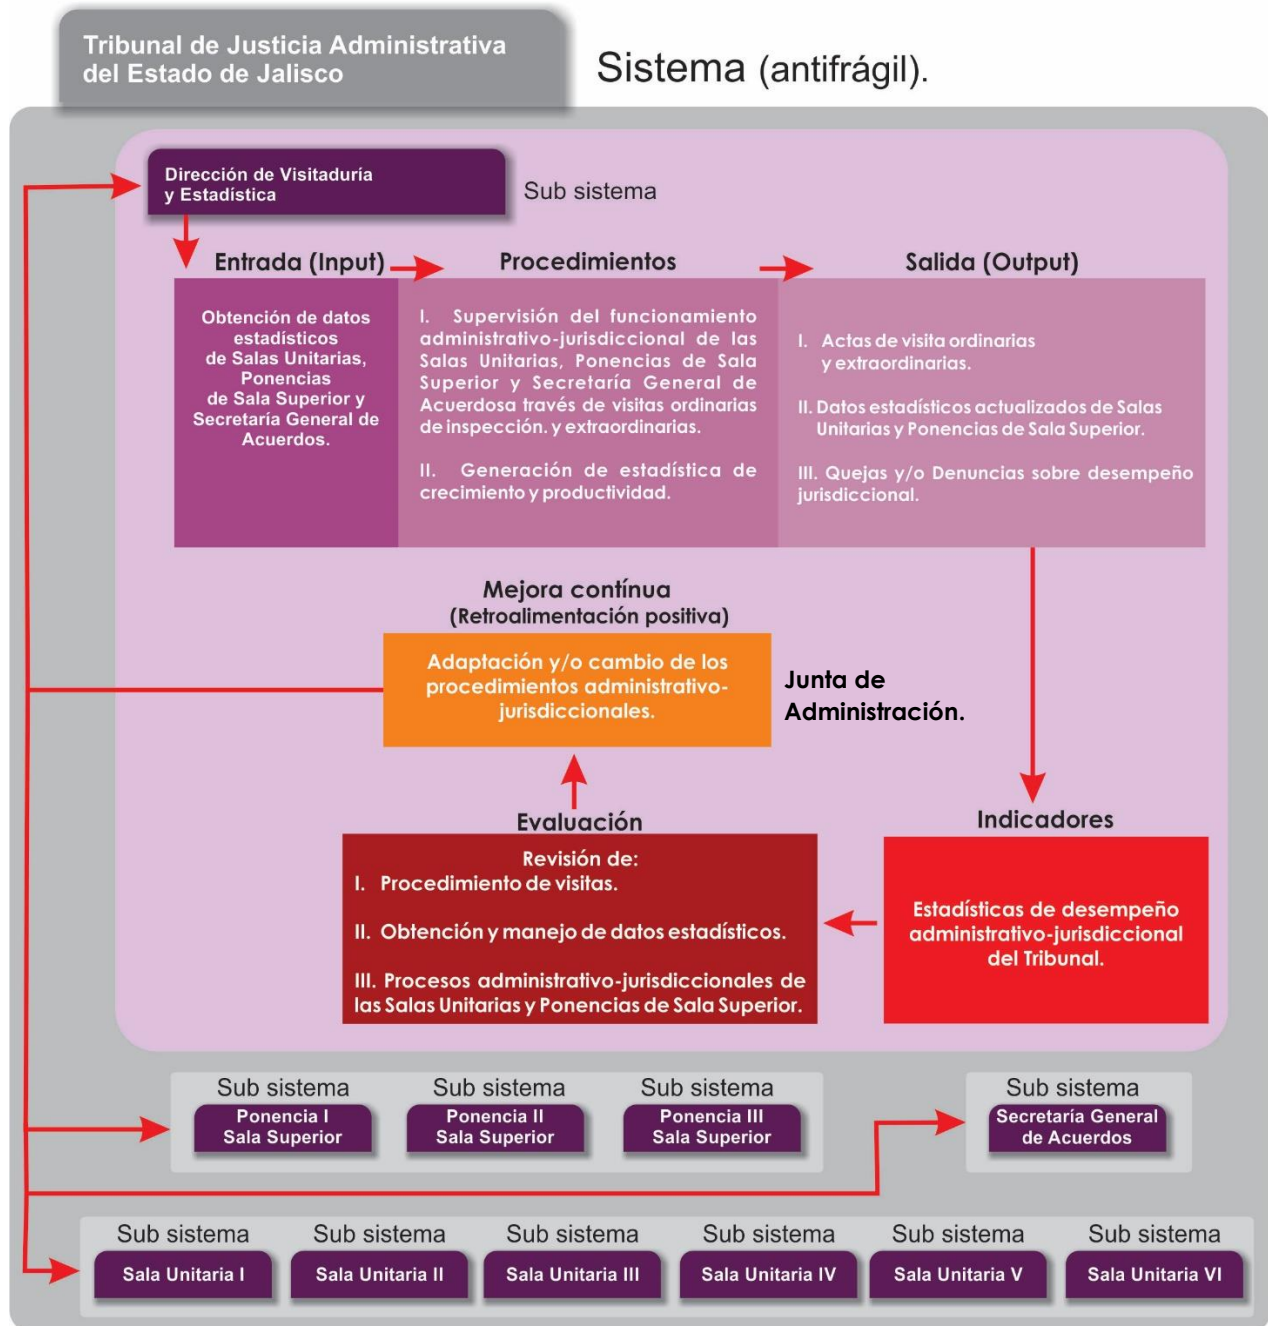 Tribunal de Justicia Administrativa
del Estado de Jalisco
Sistema (antifrágil).
Dirección de Visitaduría
y Estadística
Sub sistema
Entrada (Input)
Procedimientos
Salida (Output)
Obtención de datos
estadísticos
de Salas Unitarias,
Ponencias
de Sala Superior y
Secretaría General de
Acuerdos.
I. Supervisión del funcionamiento
administrativo-jurisdiccional de las
Salas Unitarias, Ponencias de Sala
Superior y Secretaría General de
Acuerdosa través de visitas ordinarias
de inspección. y extraordinarias.
II. Generación de estadística de
crecimiento y productividad.
I. Actas de visita ordinarias
y extraordinarias.
II. Datos estadísticos actualizados de Salas
Unitarias y Ponencias de Sala Superior.
III. Quejas y/o Denuncias sobre desempeño
jurisdiccional.
Mejora contínua
(Retroalimentación positiva)
Adaptación y/o cambio de los
procedimientos administrativo-
jurisdiccionales.
Junta de
Administración.
Evaluación
Revisión de:
I. Procedimiento de visitas.
II. Obtención y manejo de datos estadísticos.
III. Procesos administrativo-jurisdiccionales de
las Salas Unitarias y Ponencias de Sala Superior.
Indicadores
Estadísticas de desempeño
administrativo-jurisdiccional
del Tribunal.
Sub sistema
Ponencia I
Sala Superior
Sub sistema
Ponencia II
Sala Superior
Sub sistema
Ponencia III
Sala Superior
Sub sistema
Secretaría General
de Acuerdos
Sub sistema
Sala Unitaria I
Sub sistema
Sala Unitaria II
Sub sistema
Sala Unitaria III
Sub sistema
Sala Unitaria IV
Sub sistema
Sala Unitaria V
Sub sistema
Sala Unitaria VI